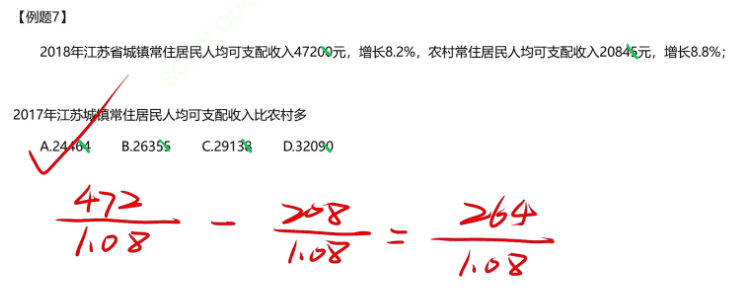 【例题7】
2018年江苏省城镇常住居民人均可支配收入47200元，增长8.2%，农村常住居民人均可支配收入20845元，增长8.8%；
2017年江苏城镇常住居民人均可支配收入比农村多
A.24464 B.26355 C.29138 D.32090
472/1.08 - 208/1.08 = 264/1.08